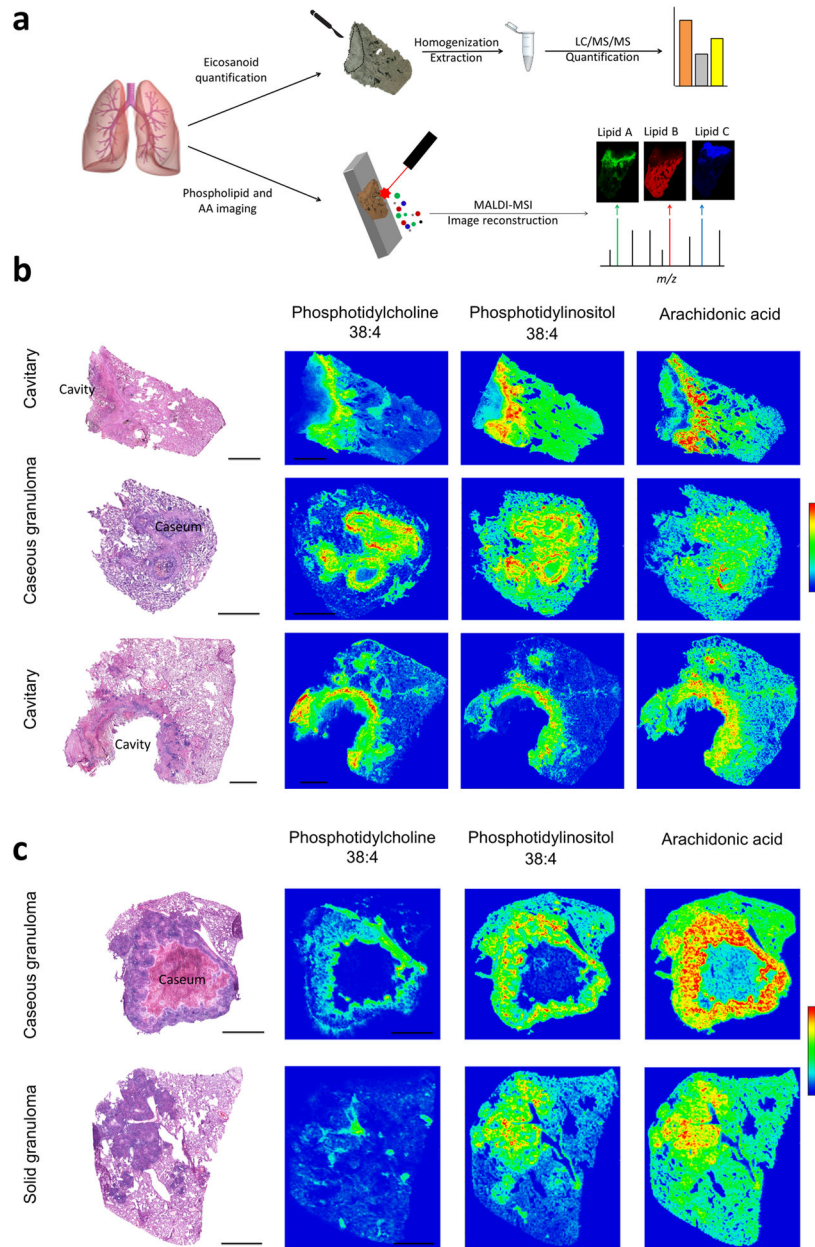 a
Eicosanoid
quantification
Homogenization
Extraction
LC/MS/MS
Quantification
Phospholipid and
AA imaging
MALDI-MSI
Image reconstruction
Lipid A Lipid B Lipid C
m/z
b
Phosphotidylcholine
38:4
Phosphotidylinositol
38:4
Arachidonic acid
Cavitary
Cavity
Caseous granuloma
Caseum
Cavitary
Cavity
c
Phosphotidylcholine
38:4
Phosphotidylinositol
38:4
Arachidonic acid
Caseous granuloma
Caseum
Solid granuloma